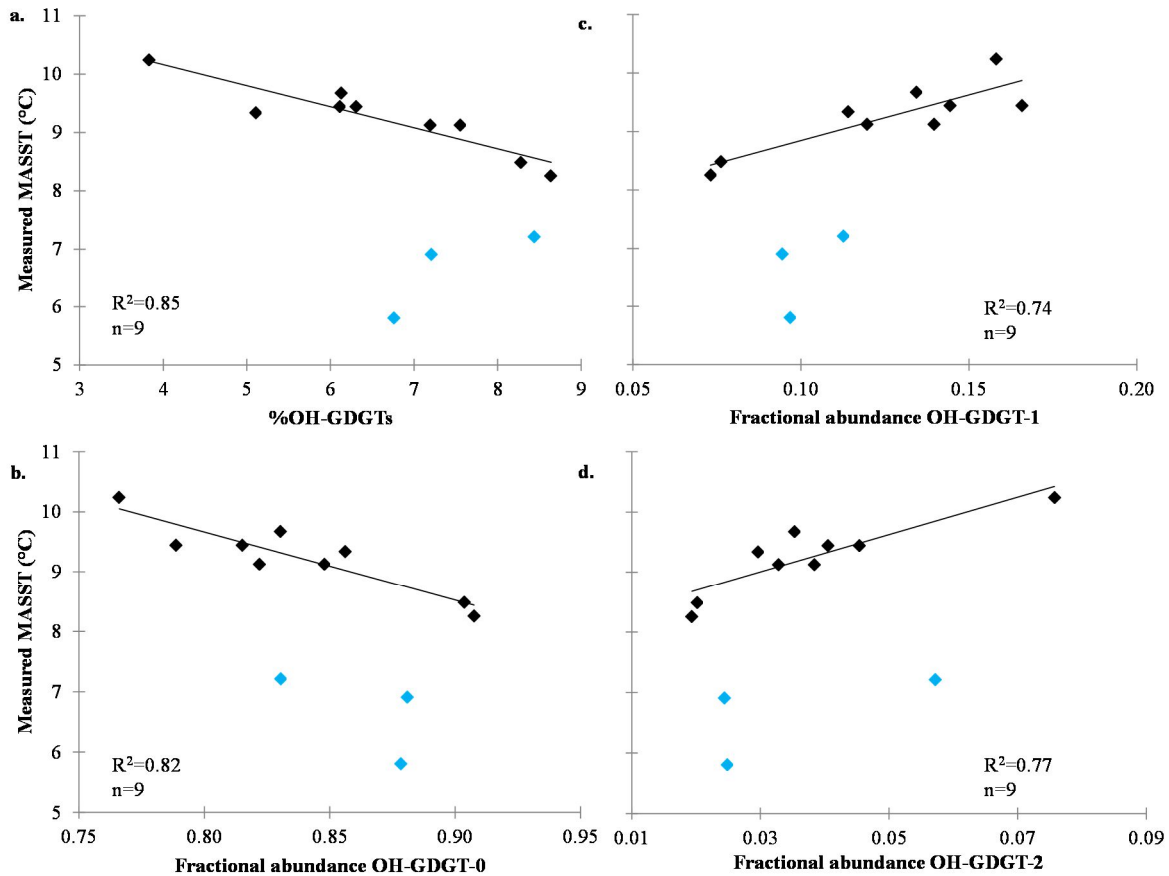 a.
11
10
9
8
7
6
5
Measured MASST (°C)
R²=0.85
n=9
3 4 5 6 7 8 9
%OH-GDGTs
c.
R²=0.74
n=9
0.05 0.10 0.15 0.20
Fractional abundance OH-GDGT-1
b.
11
10
9
8
7
6
5
Measured MASST (°C)
R²=0.82
n=9
0.75 0.80 0.85 0.90 0.95
Fractional abundance OH-GDGT-0
d.
R²=0.77
n=9
0.01 0.03 0.05 0.07 0.09
Fractional abundance OH-GDGT-2